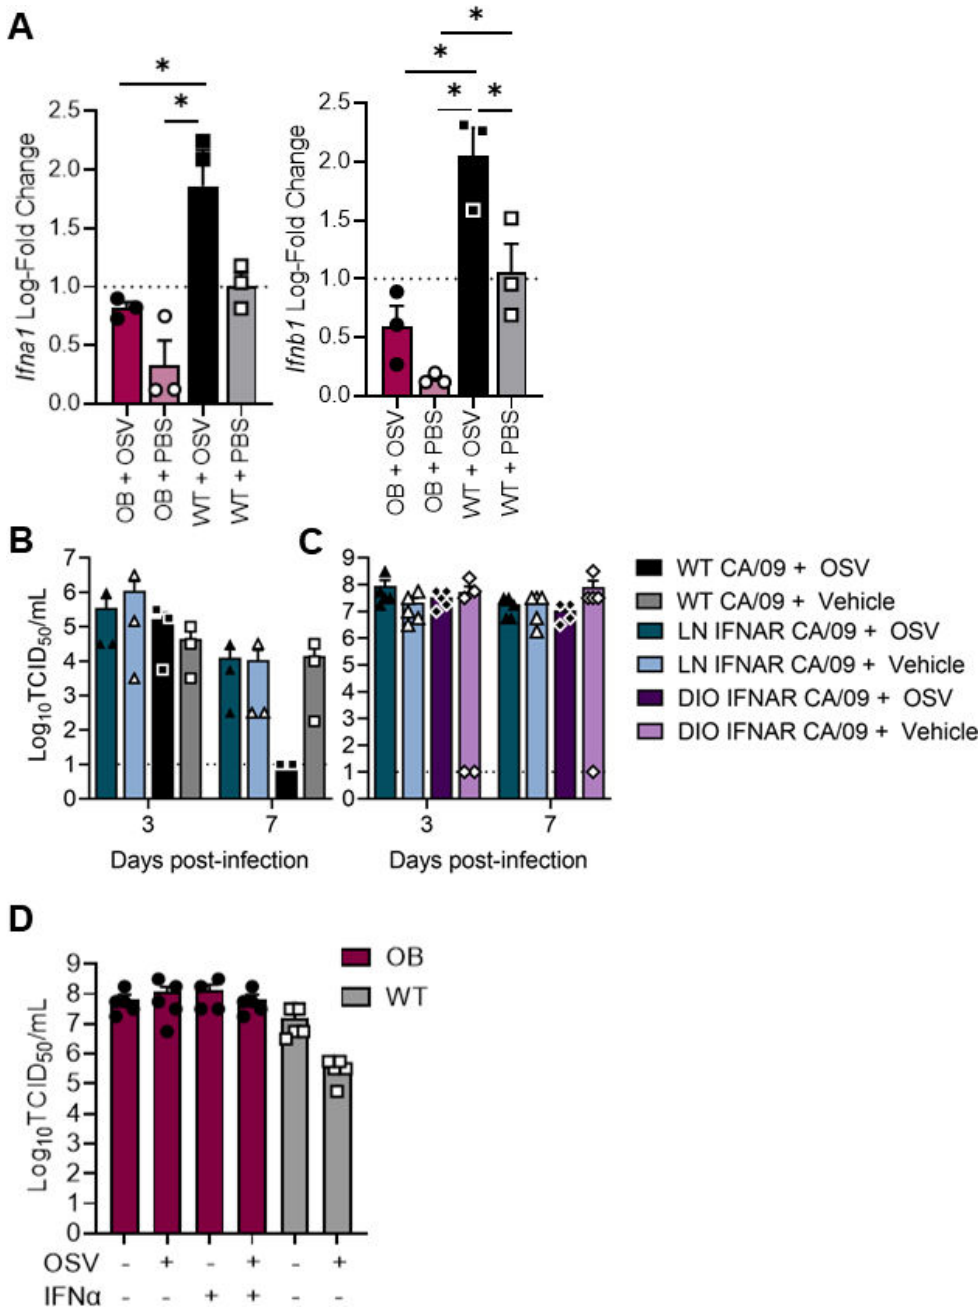 A
*
*
2.5
2.0
1.5
1.0
0.5
0.0
Ifna1 Log-Fold Change
OB + OSV
OB + PBS
WT + OSV
WT + PBS
*
*
*
*
2.5
2.0
1.5
1.0
0.5
0.0
Ifnb1 Log-Fold Change
OB + OSV
OB + PBS
WT + OSV
WT + PBS
B
7
6
5
4
3
2
1
0
Log10TCID50/mL
3
7
Days post-infection
C
9
8
7
6
5
4
3
2
1
0
3
7
Days post-infection
WT CA/09 + OSV
WT CA/09 + Vehicle
LN IFNAR CA/09 + OSV
LN IFNAR CA/09 + Vehicle
DIO IFNAR CA/09 + OSV
DIO IFNAR CA/09 + Vehicle
D
9
8
7
6
5
4
3
2
1
0
Log10TCID50/mL
OB
WT
OSV - + - + - +
IFNα - - + + - -